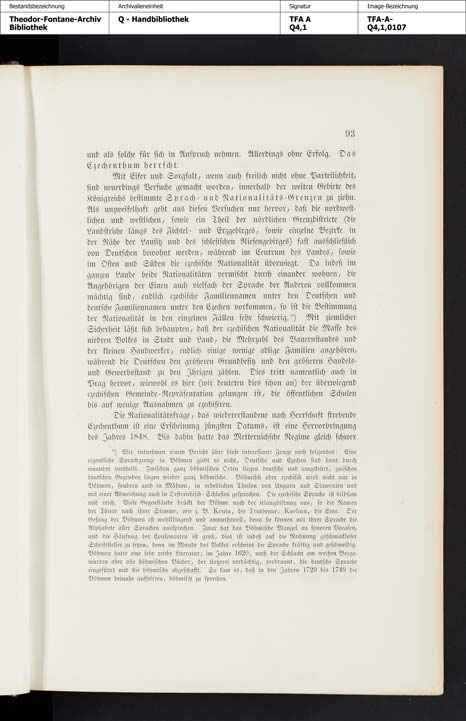 Bestandsbezeichnung Archivalieneinheit Signatur Image-Bezeichnung
Theodor-Fontane-Archiv Q - Handbibliothek TFA A TFA-A-
Bibliothek Q4,1 Q4,1,0107
93
und als solche für sich in Anspruch nehmen. Allerdings ohne Erfolg. Das
Czechenthum herrscht.
Mit Eifer und Sorgfalt, wenn auch freilich nicht ohne Parteilichkeit,
sind neuerdings Versuche gemacht worden, innerhalb der weiten Gebiete des
Königreichs bestimmte Sprach- und Nationalitäts-Grenzen zu ziehn.
Als unzweifelhaft geht aus diesen Versuchen nur hervor, daß die nordwest-
lichen und westlichen, sowie ein Theil der nördlichen Grenzdistricte (die
Landstriche längs des Fichtel- und Erzgebirges, sowie einzelne Bezirke in
der Nähe der Lausitz und des schlesischen Riesengebirges) fast ausschließlich
von Deutschen bewohnt werden, während im Centrum des Landes, sowie
im Osten und Süden die czechische Nationalität überwiegt. Da indeß im
ganzen Lande beide Nationalitäten vermischt durch einander wohnen, die
Angehörigen der Einen auch vielfach der Sprache der Anderen vollkommen
mächtig sind, endlich czechische Familiennamen unter den Deutschen und
deutsche Familiennamen unter den Czechen vorkommen, so ist die Bestimmung
der Nationalität in den einzelnen Fällen sehr schwierig.*) Mit ziemlicher
Sicherheit läßt sich behaupten, daß der czechischen Nationalität die Masse des
niedren Volkes in Stadt und Land, die Mehrzahl des Bauernstandes und
der kleinen Handwerker, endlich einige wenige adlige Familien angehören,
während die Deutschen den größeren Grundbesitz und den größeren Handels-
und Gewerbsstand zu den Ihrigen zählen. Dies tritt namentlich auch in
Prag hervor, wiewohl es hier (wir deuteten dies schon an) der überwiegend
czechischen Gemeinde-Repräsentation gelungen ist, die öffentlichen Schulen
bis auf wenige Ausnahmen zu czechisiren.
Die Nationalitätsfrage, das wiedererstandene nach Herrschaft strebende
Czechenthum ist eine Erscheinung jüngsten Datums, ist eine Hervorbringung
des Jahres 1848. Bis dahin hatte das Metternichsche Regime gleich schwer
*) Wir entnehmen einem Bericht über diese interessante Frage noch folgendes: Eine
eigentliche Sprachgrenze in Böhmen giebt es nicht, Deutsche und Czechen sind bunt durch
einander vertheilt. Zwischen ganz böhmischen Orten liegen deutsche und umgekehrt; zwischen
deutschen Gegenden liegen wieder ganz böhmische. Böhmisch oder czechisch wird nicht nur in
Böhmen, sondern auch in Mähren, in erheblichen Theilen von Ungarn und Slawonien und
mit einer Abweichung auch in Oesterreichisch-Schlesien gesprochen. Die czechische Sprache ist bildsam
und reich. Viele Gegenstände drückt der Böhme nach der Klangbildung aus, so die Namen
der Thiere nach ihrer Stimme, wie z. B. Kruta, die Truthenne, Kachna, die Ente. Der
Gesang der Böhmen ist wohlklingend und anmuthsvoll, denn sie können mit ihrer Sprache die
Alphabete aller Sprachen aussprechen. Zwar hat das Böhmische Mangel an sonoren Vocalen,
und die Häufung der Consonanten ist groß, dies ist indeß auf die Rechnung geschmackloser
Schriftsteller zu setzen, denn im Munde des Volkes erscheint die Sprache kräftig und geschmeidig.
Böhmen hatte eine sehr reiche Literatur; im Jahre 1620, nach der Schlacht am weißen Berge
wurden aber alle böhmischen Bücher, der Ketzerei verdächtig, verbrannt, die deutsche Sprache
eingeführt und die böhmische abgeschafft. So kam es, daß in den Jahren 1729 bis 1749 die
Böhmen beinahe aufhörten, böhmisch zu sprechen.